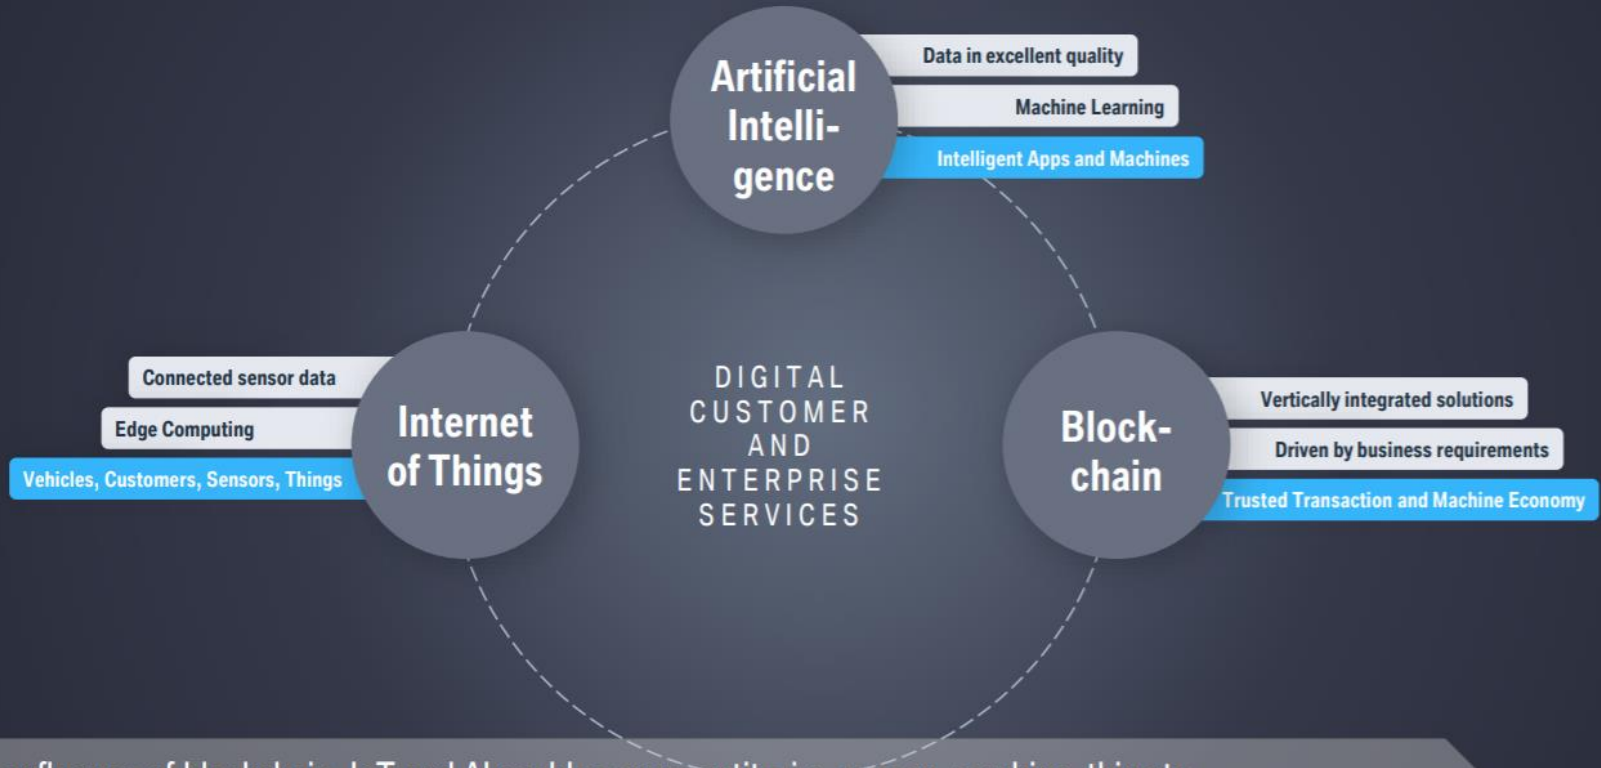 Artificial
Intelli-
gence
Data in excellent quality
Machine Learning
Intelligent Apps and Machines
Connected sensor data
Edge Computing
Vehicles, Customers, Sensors, Things
Internet
of Things
DIGITAL
CUSTOMER
AND
ENTERPRISE
SERVICES
Block-
chain
Vertically integrated solutions
Driven by business requirements
Trusted Transaction and Machine Economy